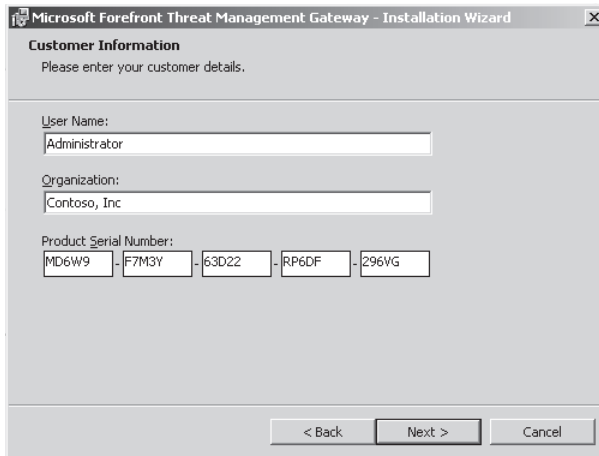 Microsoft Forefront Threat Management Gateway - Installation Wizard
Customer Information
Please enter your customer details.
User Name:
Administrator
Organization:
Contoso, Inc
Product Serial Number:
MD6W9 - F7M3Y - 63D22 - RP6DF - 296VG
< Back Next > Cancel